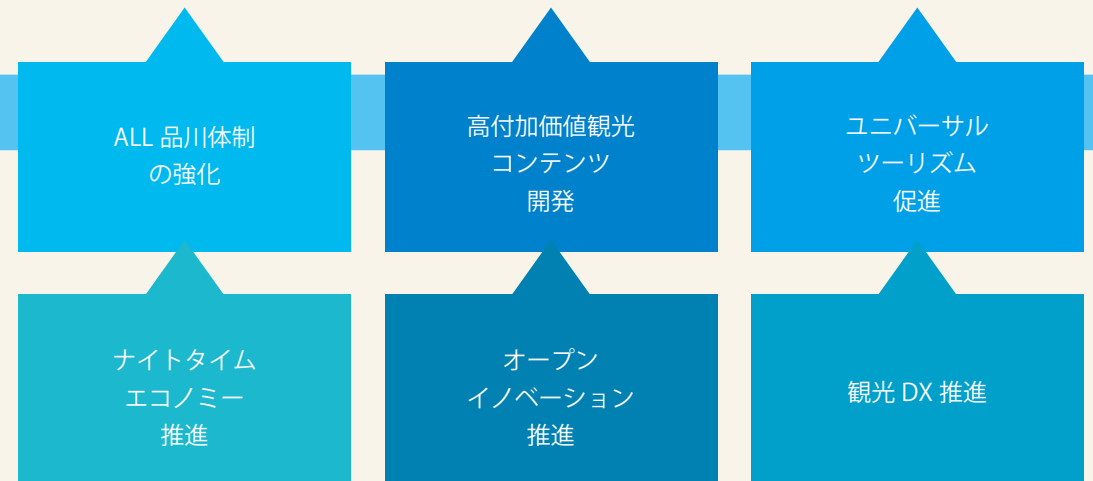 ALL 品川体制
の強化
高付加価値観光
コンテンツ
開発
ユニバーサル
ツーリズム
促進
ナイトタイム
エコノミー
推進
オープン
イノベーション
推進
観光 DX 推進